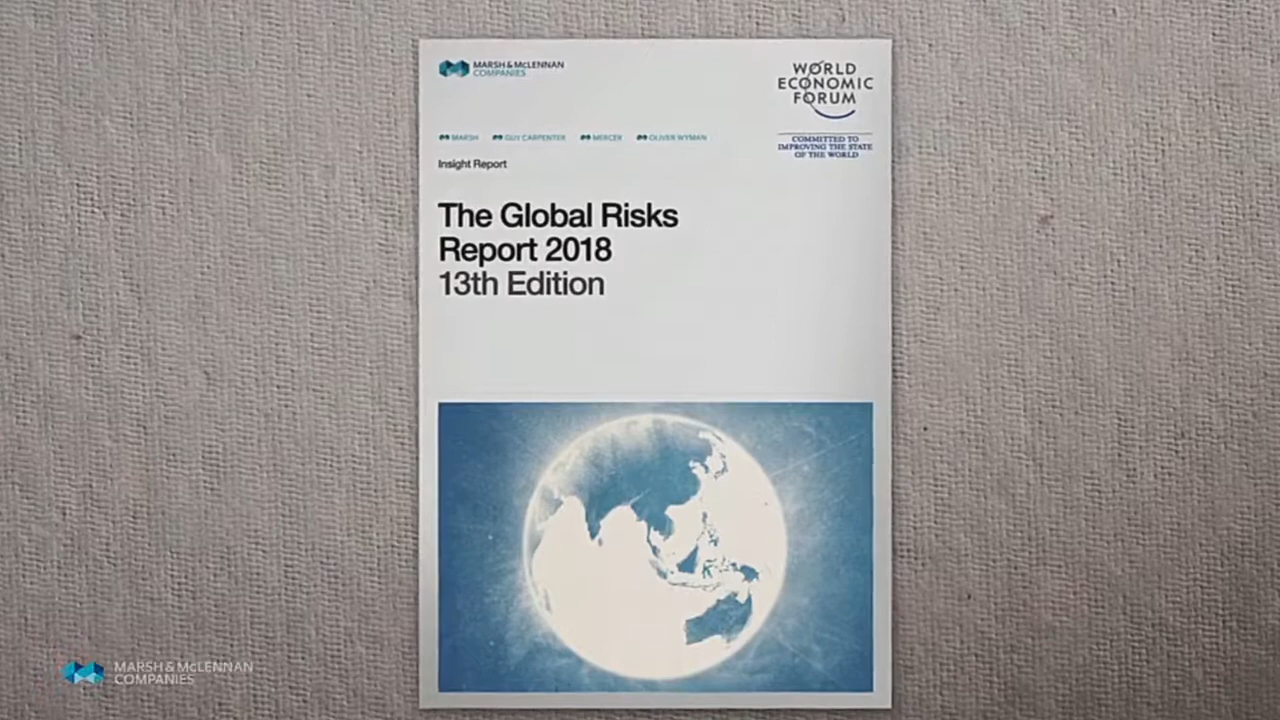 MARSH & McLENNAN
COMPANIES
WORLD
ECONOMIC
FORUM
COMMITTED TO
IMPROVING THE STATE
OF THE WORLD
MARSH GUY CARPENTER MERCER OLIVER WYMAN
Insight Report
The Global Risks
Report 2018
13th Edition
MARSH & McLENNAN
COMPANIES